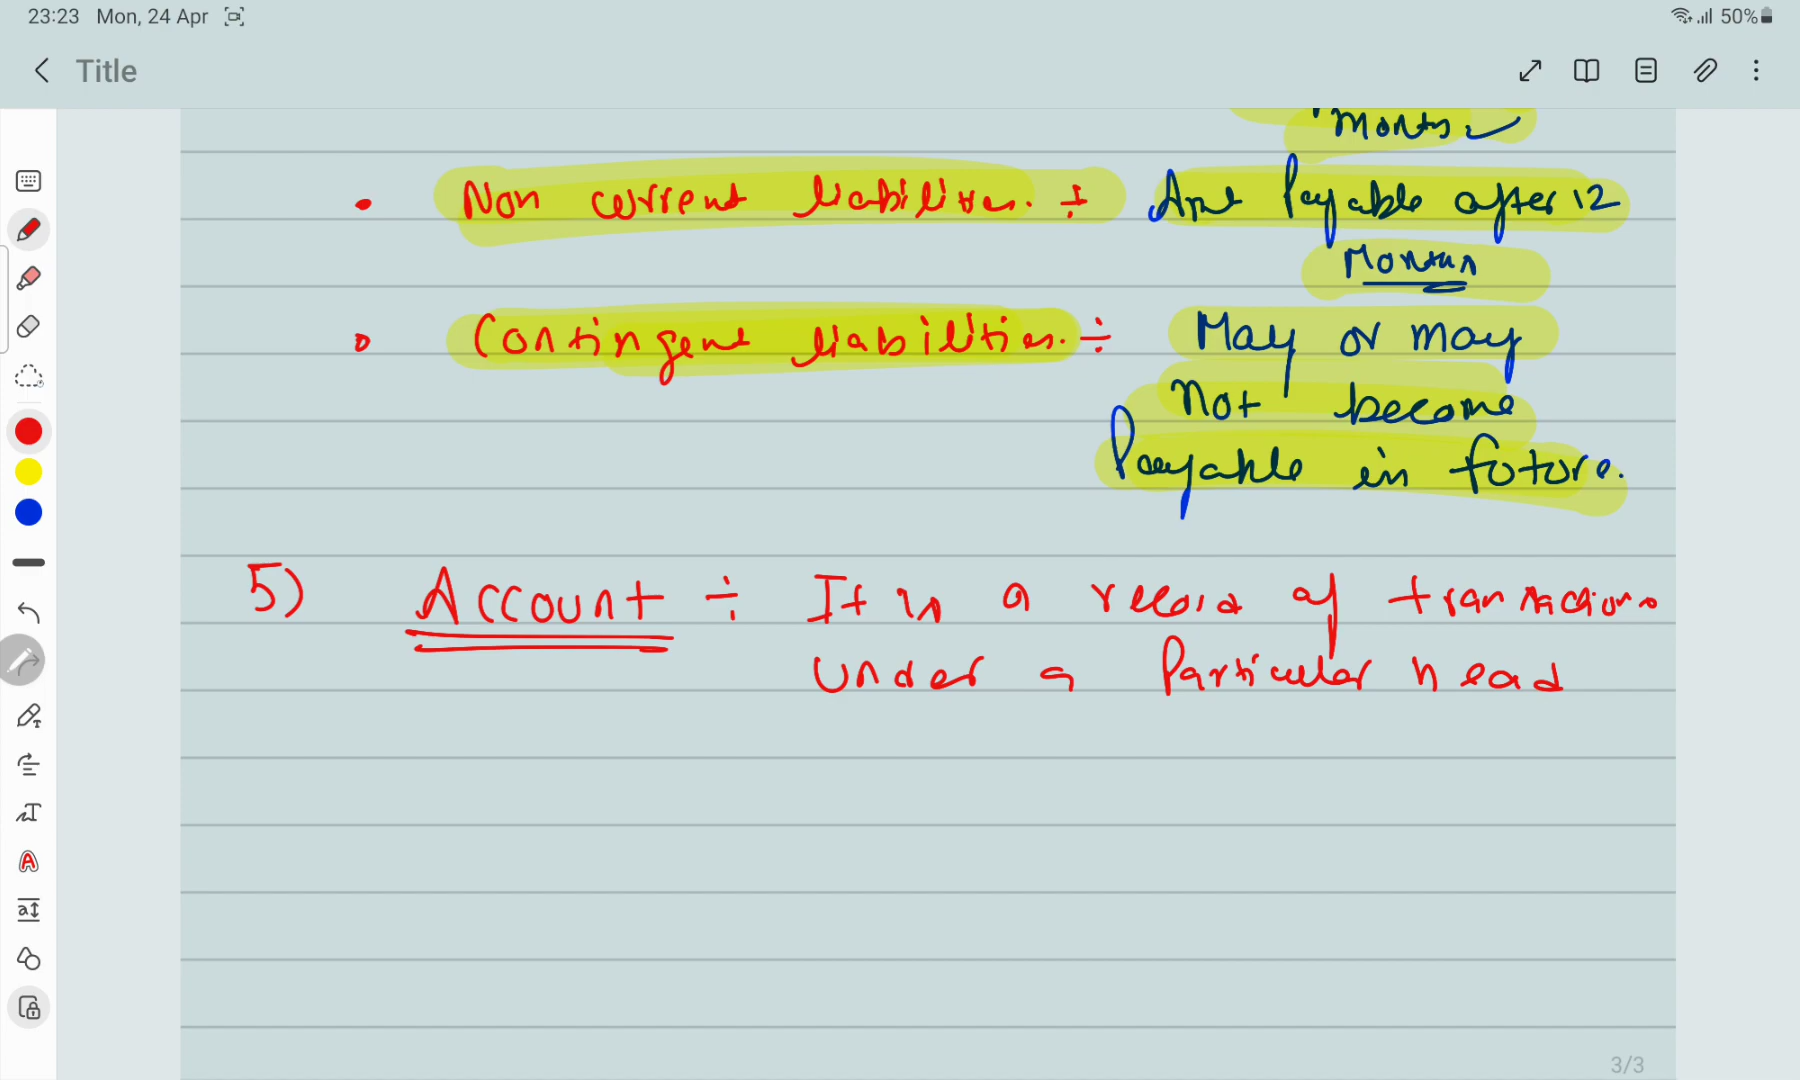 23:23 Mon, 24 Apr 50%
Title
Months
• Non current liabilities. ÷ Are Payable after 12
Months
• Contingent liabilities. ÷ May or may
Not become
Payable in future.
5) Account ÷ It is a record of transactions
under a Particular head
3/3